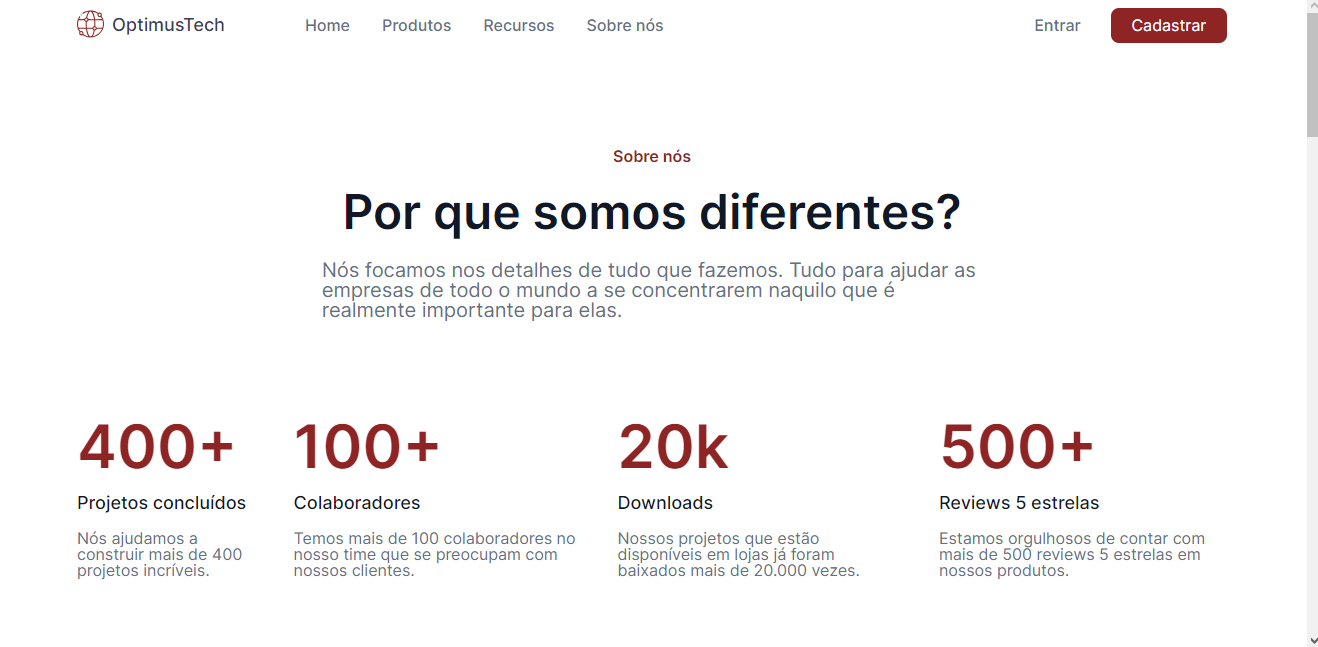 OptimusTech Home Produtos Recursos Sobre nós Entrar Cadastrar
Sobre nós
Por que somos diferentes?
Nós focamos nos detalhes de tudo que fazemos. Tudo para ajudar as
empresas de todo o mundo a se concentrarem naquilo que é
realmente importante para elas.
400+
Projetos concluídos
Nós ajudamos a
construir mais de 400
projetos incríveis.
100+
Colaboradores
Temos mais de 100 colaboradores no
nosso time que se preocupam com
nossos clientes.
20k
Downloads
Nossos projetos que estão
disponíveis em lojas já foram
baixados mais de 20.000 vezes.
500+
Reviews 5 estrelas
Estamos orgulhosos de contar com
mais de 500 reviews 5 estrelas em
nossos produtos.